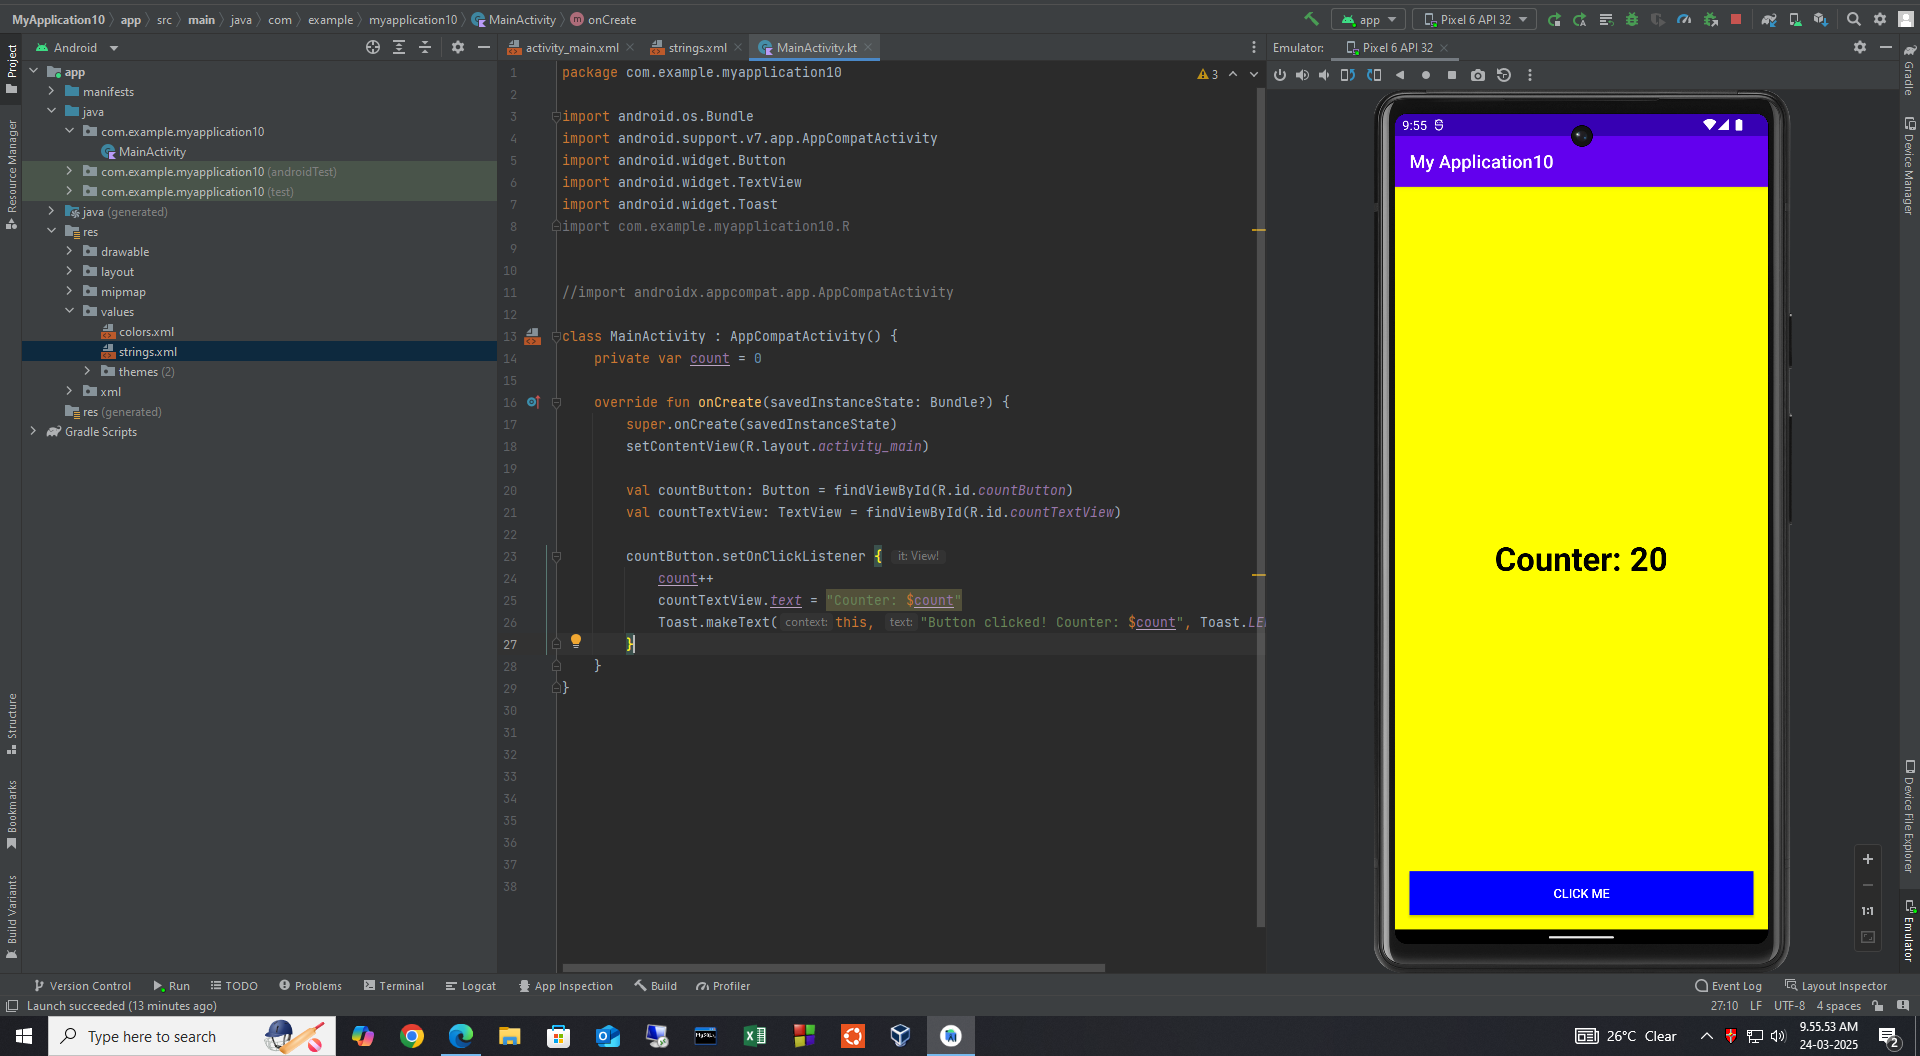 MyApplication10 app src main java com example myapplication10 MainActivity onCreate
app Pixel 6 API 32
Project
Resource Manager
Structure
Bookmarks
Build Variants
Android
app
manifests
java
com.example.myapplication10
MainActivity
com.example.myapplication10 (androidTest)
com.example.myapplication10 (test)
java (generated)
res
drawable
layout
mipmap
values
colors.xml
strings.xml
themes (2)
xml
res (generated)
Gradle Scripts
activity_main.xml strings.xml MainActivity.kt
3
1 package com.example.myapplication10
2
3 import android.os.Bundle
4 import android.support.v7.app.AppCompatActivity
5 import android.widget.Button
6 import android.widget.TextView
7 import android.widget.Toast
8 import com.example.myapplication10.R
9
10
11 //import androidx.appcompat.app.AppCompatActivity
12
13 class MainActivity : AppCompatActivity() {
14 private var count = 0
15
16 override fun onCreate(savedInstanceState: Bundle?) {
17 super.onCreate(savedInstanceState)
18 setContentView(R.layout.activity_main)
19
20 val countButton: Button = findViewById(R.id.countButton)
21 val countTextView: TextView = findViewById(R.id.countTextView)
22
23 countButton.setOnClickListener { it: View!
24 count++
25 countTextView.text = "Counter: $count"
26 Toast.makeText( context: this, text: "Button clicked! Counter: $count", Toast.LE
27 }
28 }
29 }
30
31
32
33
34
35
36
37
38
Emulator: Pixel 6 API 32
9:55
My Application10
Counter: 20
CLICK ME
1:1
Gradle
Device Manager
Device File Explorer
Emulator
Version Control Run TODO Problems Terminal Logcat App Inspection Build Profiler Event Log Layout Inspector
Launch succeeded (13 minutes ago) 27:10 LF UTF-8 4 spaces
Type here to search
26°C Clear
9.55.53 AM
24-03-2025
2